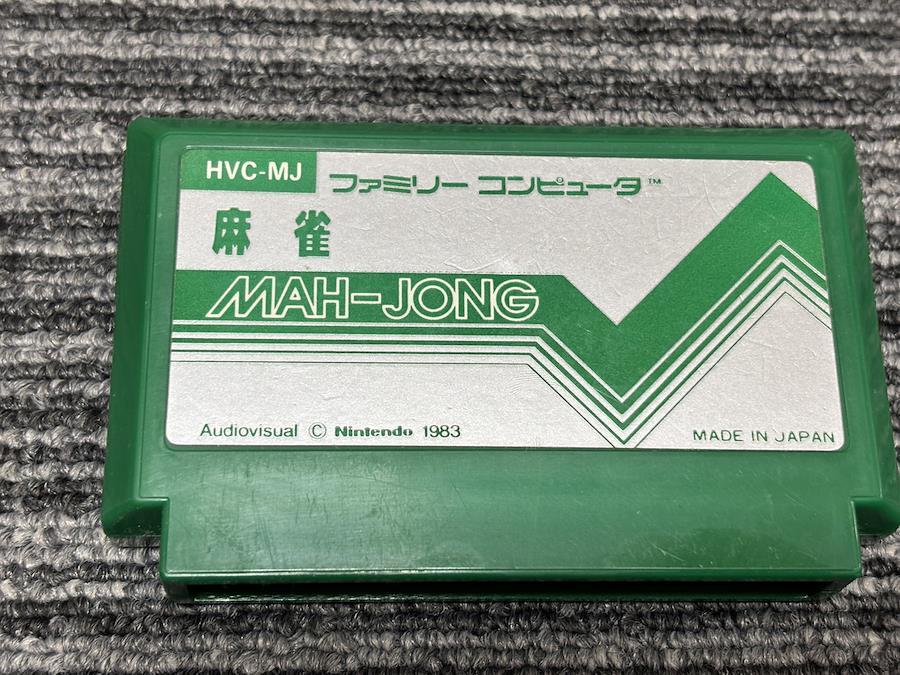 HVC-MJ
ファミリー コンピュータ™
麻雀
MAH-JONG
Audiovisual © Nintendo 1983
MADE IN JAPAN